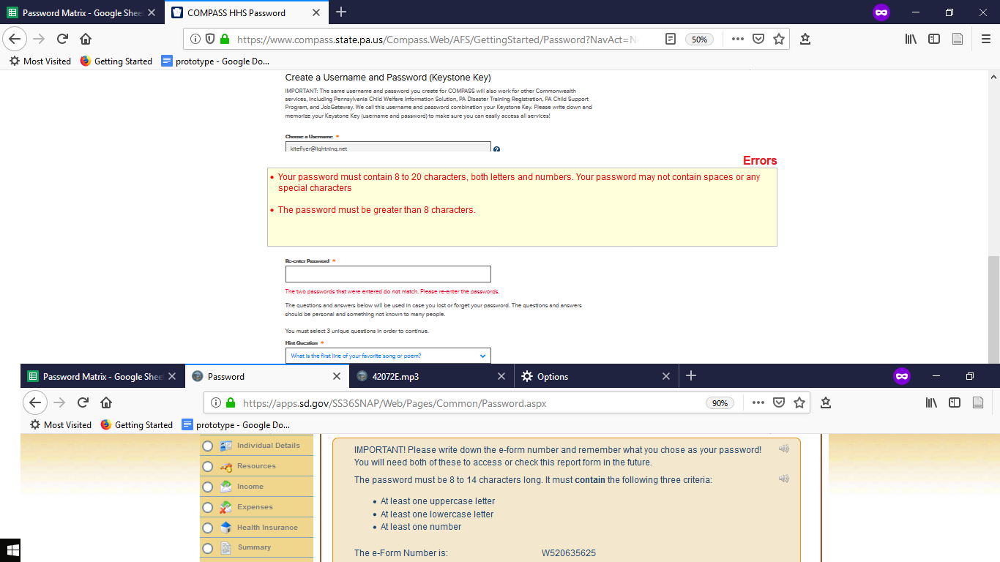 Password Matrix - Google Shee
COMPASS HHS Password
https://www.compass.state.pa.us/Compass.Web/AFS/GettingStarted/Password?NavAct=N
50%
Most Visited
Getting Started
prototype - Google Do...
Create a Username and Password (Keystone Key)
IMPORTANT: The same username and password you create for COMPASS will also work for other Commonwealth
services, including Pennsylvania Child Welfare Information Solution, PA Disaster Training Registration, PA Child Support
Program, and JobGateway. We call this username and password combination your Keystone Key. Please write down and
memorize your Keystone Key (username and password) to make sure you can easily access all services!
Choose a Username *
kiteflyer@lightning.net
Errors
• Your password must contain 8 to 20 characters, both letters and numbers. Your password may not contain spaces or any
special characters
• The password must be greater than 8 characters.
Re-enter Password *
The two passwords that were entered do not match. Please re-enter the passwords.
The questions and answers below will be used in case you lost or forget your password. The questions and answers
should be personal and something not known to many people.
You must select 3 unique questions in order to continue.
Hint Question *
What is the first line of your favorite song or poem?
Password Matrix - Google Shee
Password
42072E.mp3
Options
https://apps.sd.gov/SS36SNAP/Web/Pages/Common/Password.aspx
90%
Most Visited
Getting Started
prototype - Google Do...
Individual Details
Resources
Income
Expenses
Health Insurance
Summary
IMPORTANT! Please write down the e-form number and remember what you chose as your password!
You will need both of these to access or check this report form in the future.
The password must be 8 to 14 characters long. It must contain the following three criteria:
• At least one uppercase letter
• At least one lowercase letter
• At least one number
The e-Form Number is: W520635625